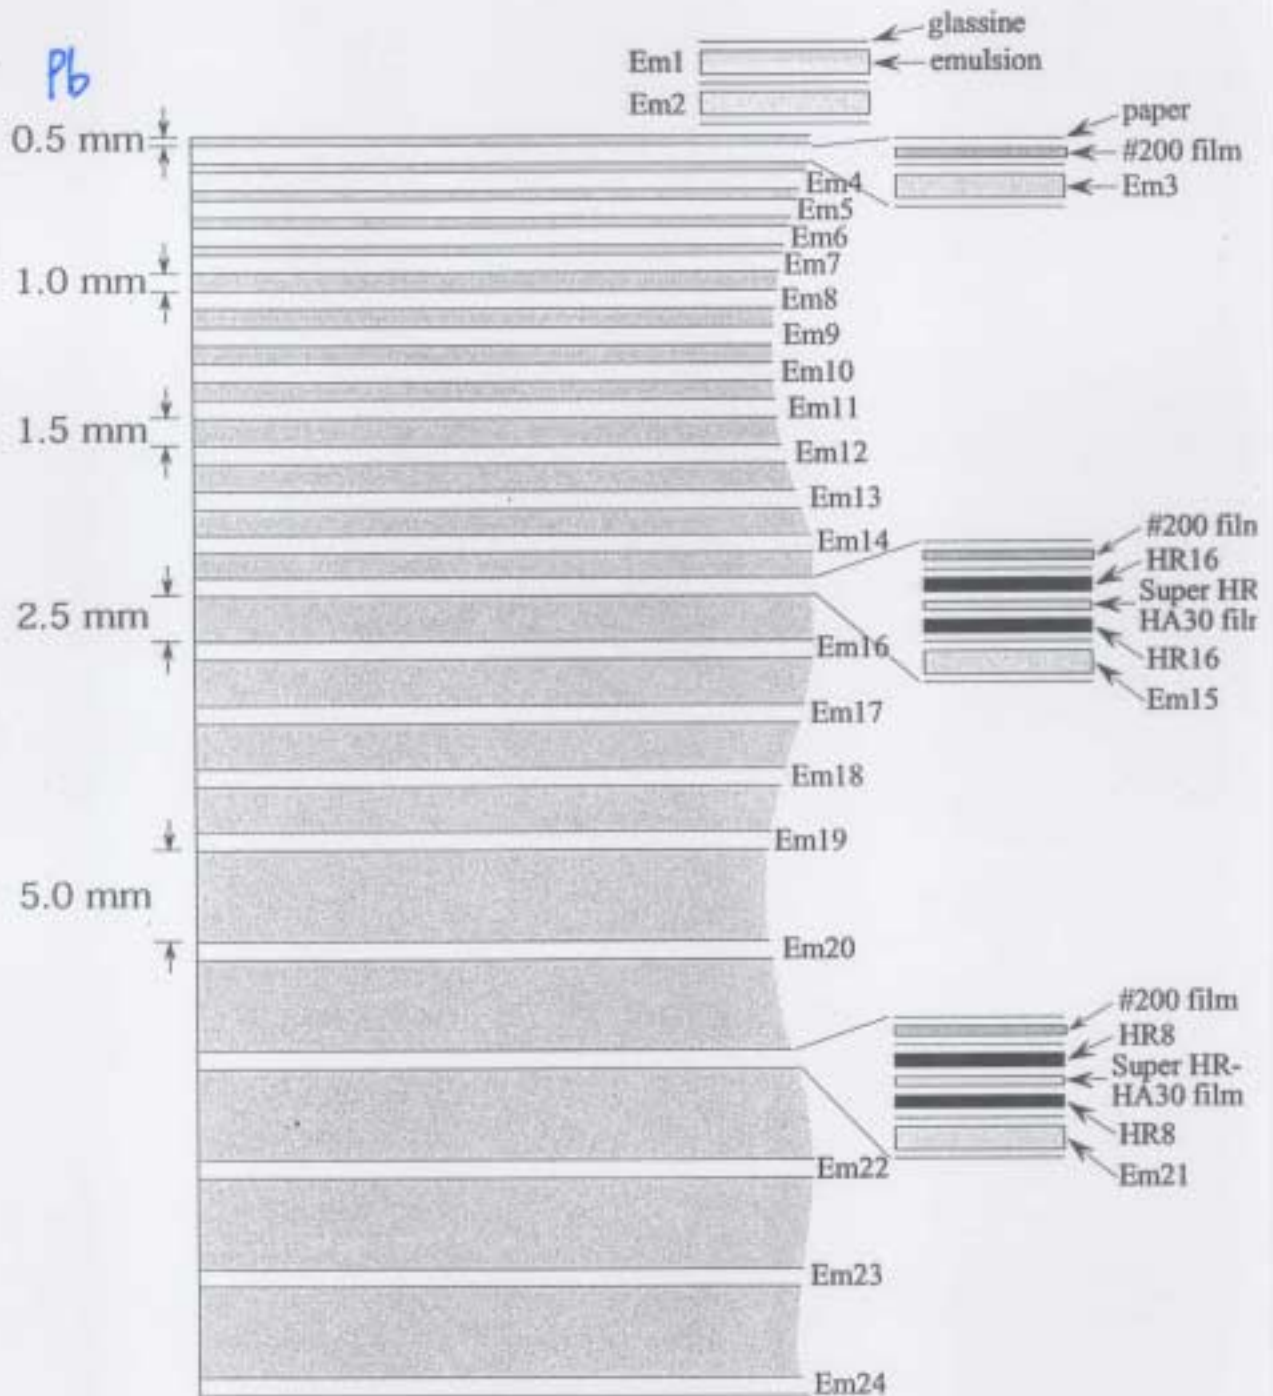 glassine
Em1
emulsion
Pb
Em2
paper
0.5 mm
#200 film
Em4
Em3
Em5
Em6
Em7
1.0 mm
Em8
Em9
Em10
Em11
1.5 mm
Em12
Em13
#200 filn
Em14
HR16
Super HR
2.5 mm
HA30 filr
Em16
HR16
Em15
Em17
Em18
Em19
5.0 mm
Em20
#200 film
HR8
Super HR-
HA30 film
HR8
Em22
Em21
Em23
Em24